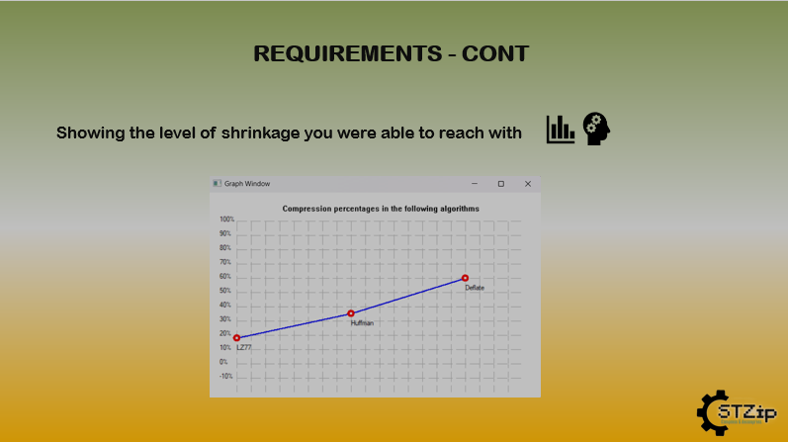 REQUIREMENTS - CONT
Showing the level of shrinkage you were able to reach with
Graph Window
Compression percentages in the following algorithms
100%
90%
80%
70%
60%
50%
40%
30%
20%
10%
0%
-10%
Deflate
Huffman
LZ77
STZip